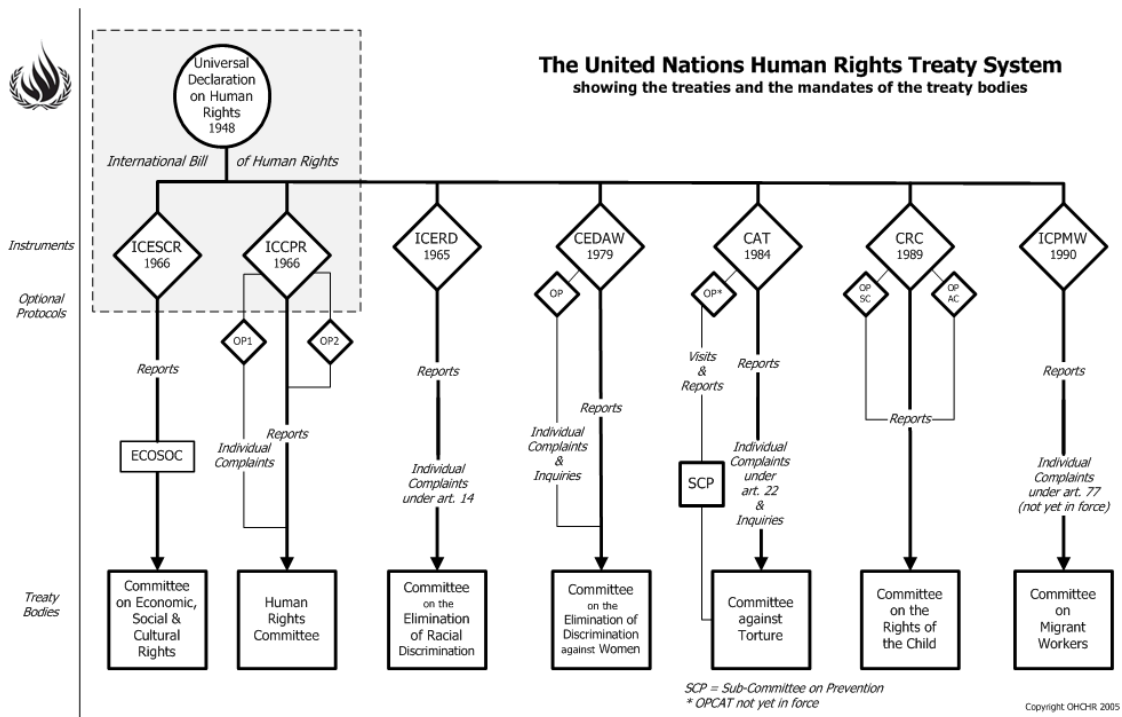 The United Nations Human Rights Treaty System
showing the treaties and the mandates of the treaty bodies
Universal
Declaration
on Human
Rights
1948
International Bill of Human Rights
Instruments
ICESCR
1966
ICCPR
1966
ICERD
1965
CEDAW
1979
CAT
1984
CRC
1989
ICPMW
1990
Optional
Protocols
OP1
OP2
OP
OP*
OP
SC
OP
AC
Reports
ECOSOC
Individual
Complaints
Reports
Reports
Individual
Complaints
under art. 14
Individual
Complaints
&
Inquiries
Reports
Visits
&
Reports
SCP
Reports
Individual
Complaints
under
art. 22
&
Inquiries
Reports
Reports
Individual
Complaints
under art. 77
(not yet in force)
Treaty
Bodies
Committee
on Economic,
Social &
Cultural
Rights
Human
Rights
Committee
Committee
on the
Elimination
of Racial
Discrimination
Committee
on the
Elimination of
Discrimination
against Women
Committee
against
Torture
Committee
on the
Rights of
the Child
Committee
on
Migrant
Workers
SCP = Sub-Committee on Prevention
* OPCAT not yet in force
Copyright OHCHR 2005